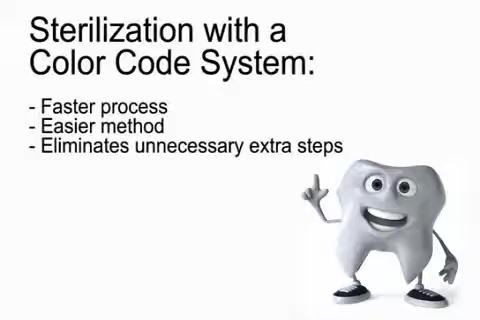 Sterilization with a
Color Code System:
- Faster process
- Easier method
- Eliminates unnecessary extra steps